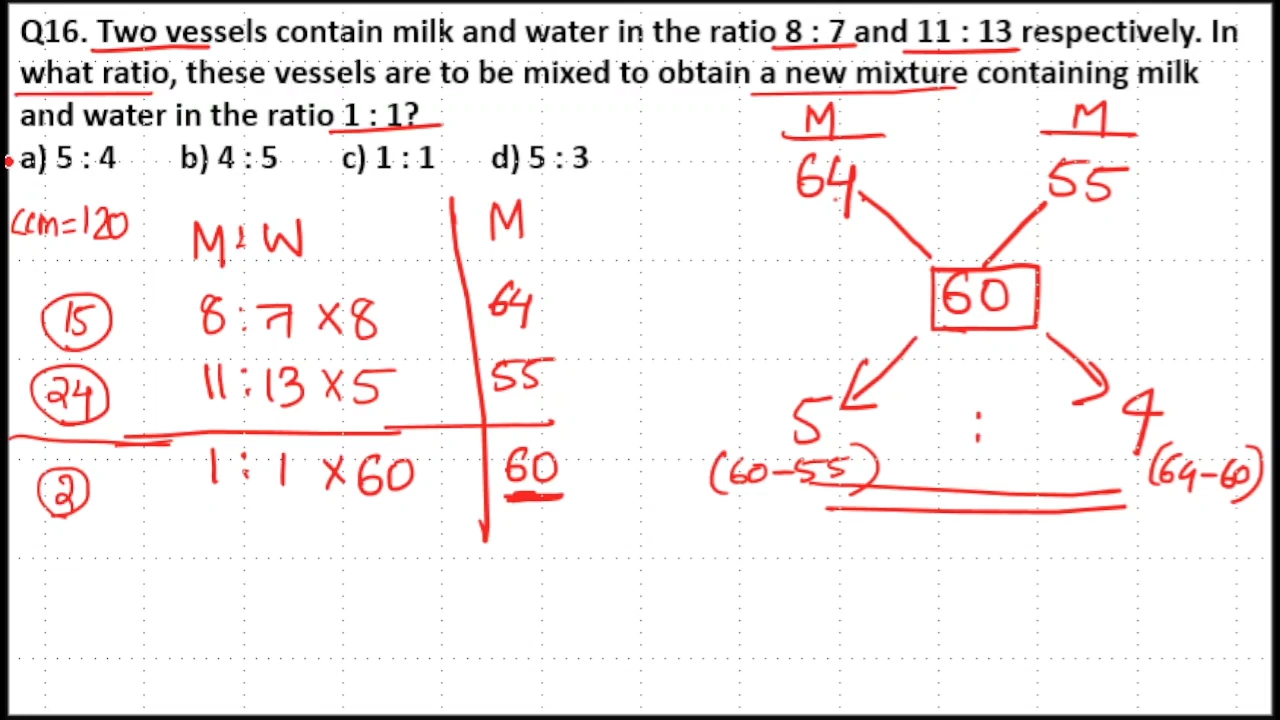 Q16. Two vessels contain milk and water in the ratio 8 : 7 and 11 : 13 respectively. In
what ratio, these vessels are to be mixed to obtain a new mixture containing milk
and water in the ratio 1 : 1?
a) 5 : 4 b) 4 : 5 c) 1 : 1 d) 5 : 3
LCM=120
M : W M
15 8 : 7 × 8 64
24 11 : 13 × 5 55
2 1 : 1 × 60 60
M M
64 55
60
5 : 4
(60-55) (64-60)